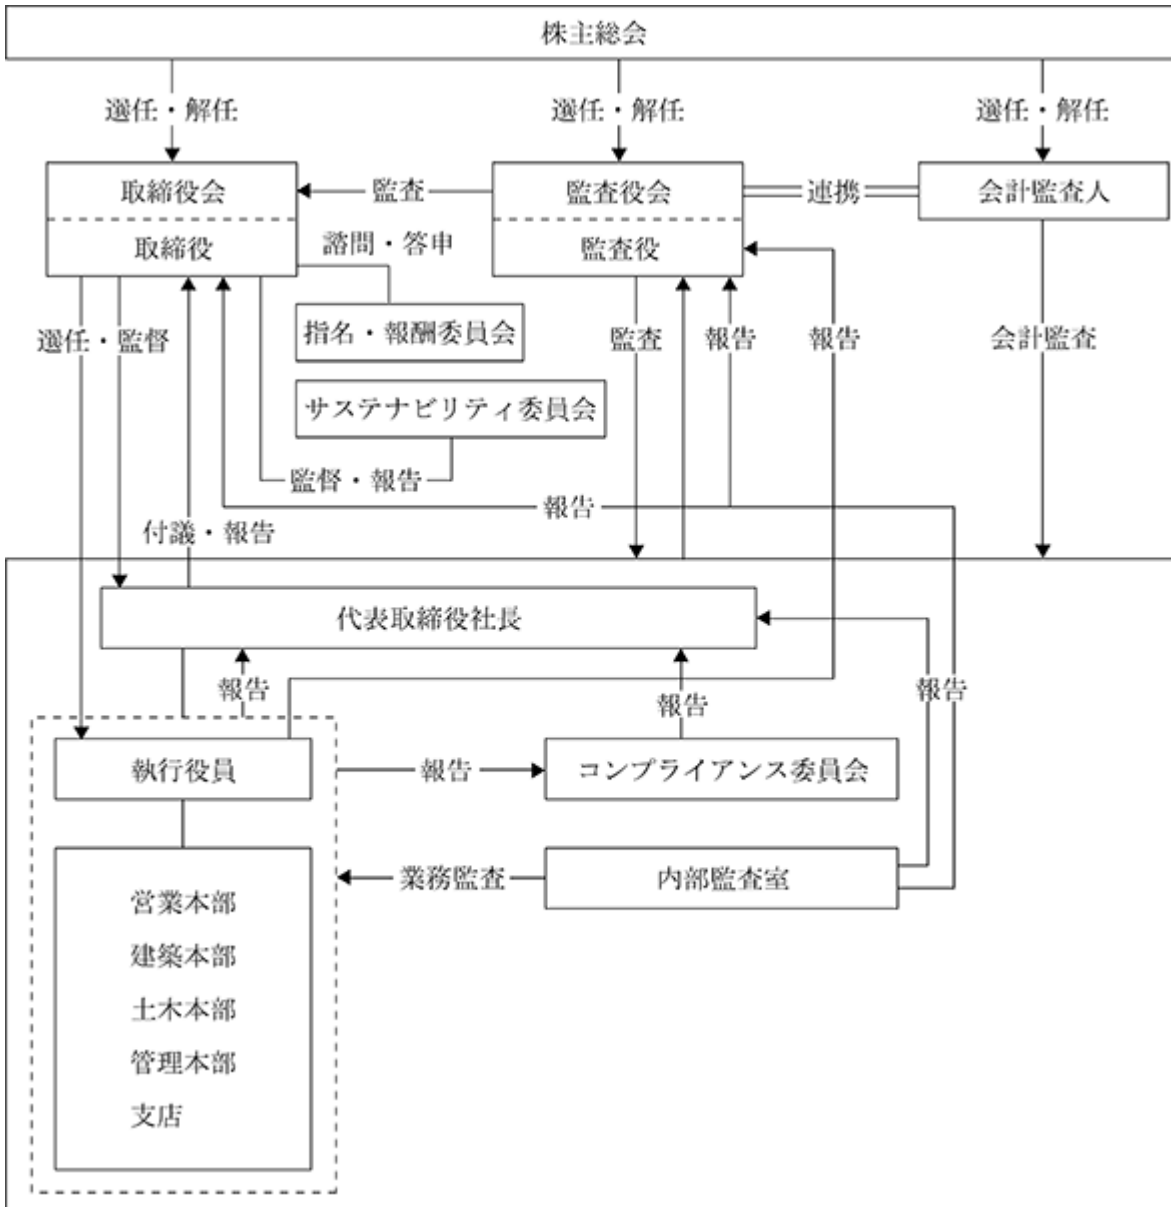 株主総会
選任・解任
選任・解任
選任・解任
取締役会
監査
監査役会
連携
会計監査人
取締役
諮問・答申
監査役
指名・報酬委員会
選任・監督
監査
報告
報告
会計監査
サステナビリティ委員会
監督・報告
報告
付議・報告
代表取締役社長
報告
報告
報告
執行役員
報告
コンプライアンス委員会
業務監査
内部監査室
営業本部
建築本部
土木本部
管理本部
支店